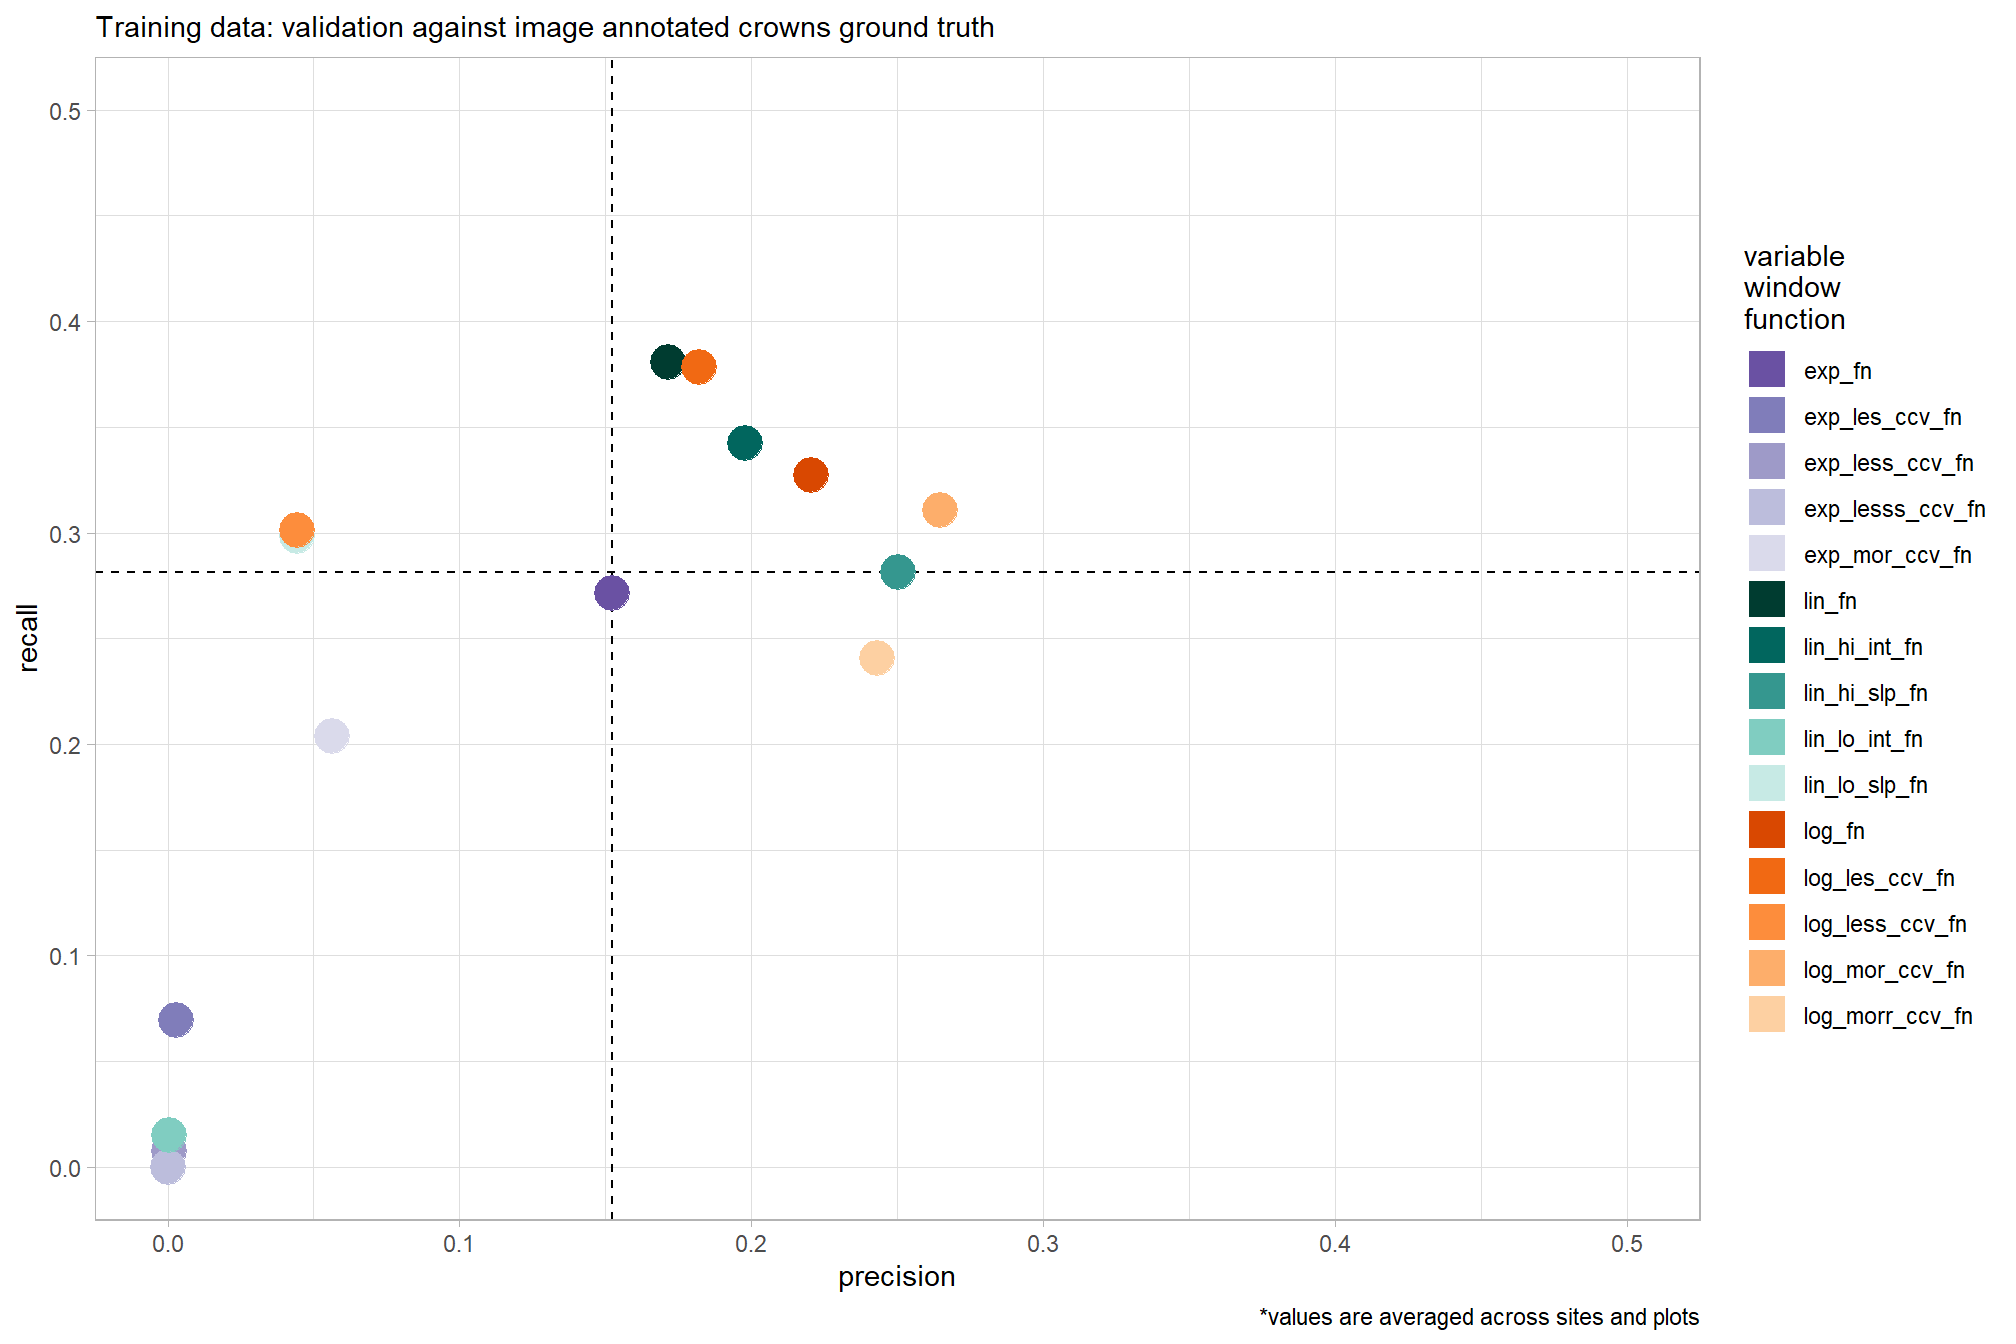 Training data: validation against image annotated crowns ground truth
0.5
0.4
0.3
0.2
0.1
0.0
recall
0.0
0.1
0.2
0.3
0.4
0.5
precision
*values are averaged across sites and plots
variable
window
function
exp_fn
exp_les_ccv_fn
exp_less_ccv_fn
exp_lesss_ccv_fn
exp_mor_ccv_fn
lin_fn
lin_hi_int_fn
lin_hi_slp_fn
lin_lo_int_fn
lin_lo_slp_fn
log_fn
log_les_ccv_fn
log_less_ccv_fn
log_mor_ccv_fn
log_morr_ccv_fn